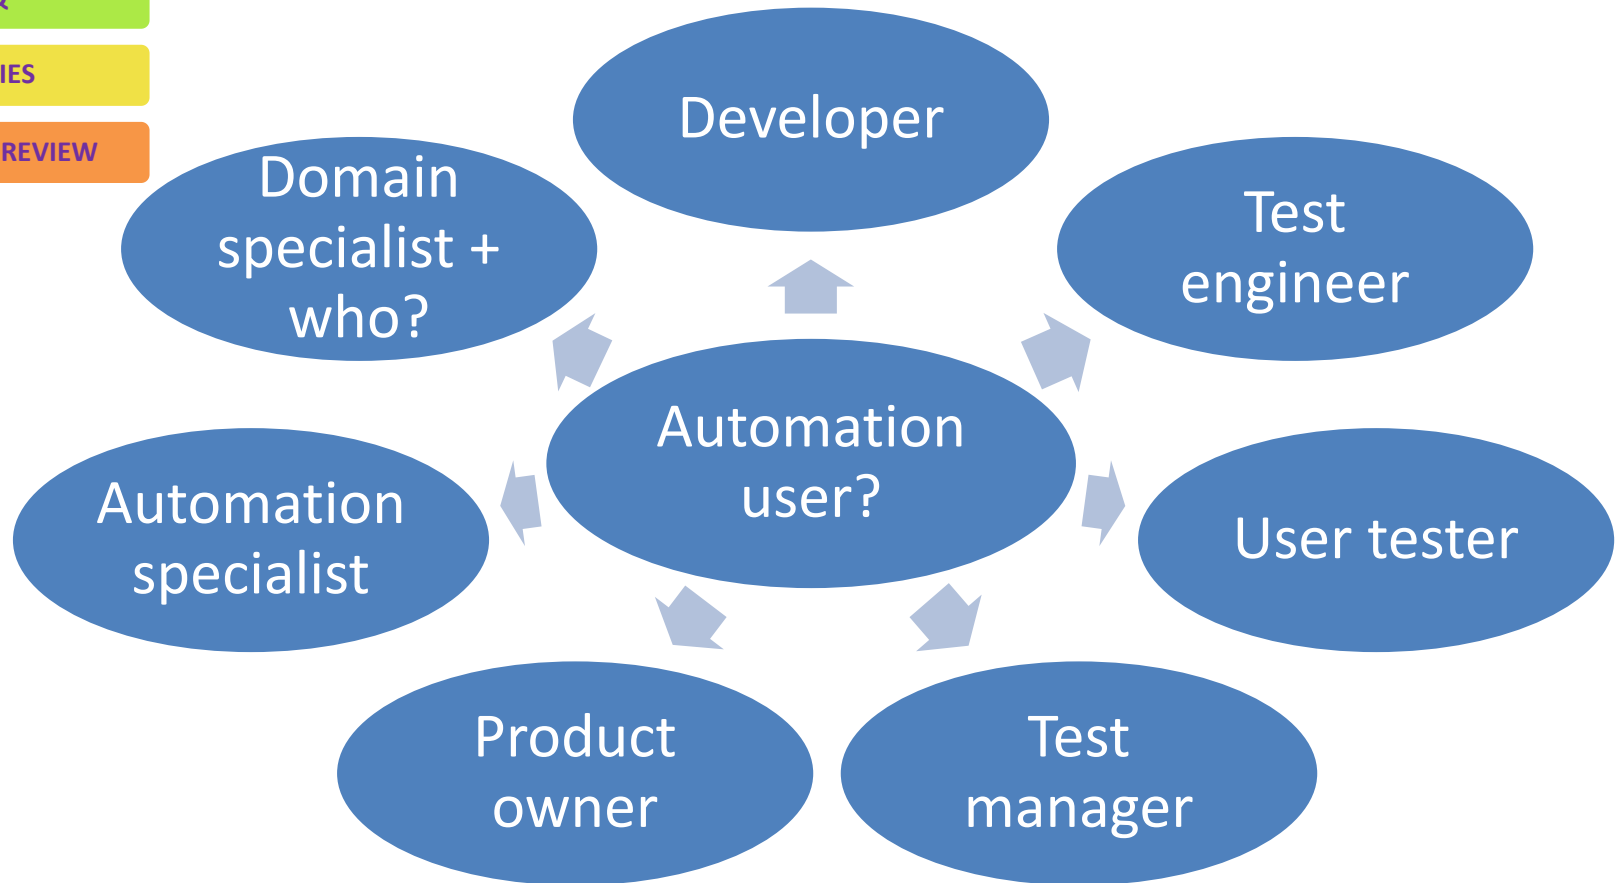 IES
REVIEW
Developer
Domain
specialist +
who?
Test
engineer
Automation
user?
Automation
specialist
User tester
Product
owner
Test
manager